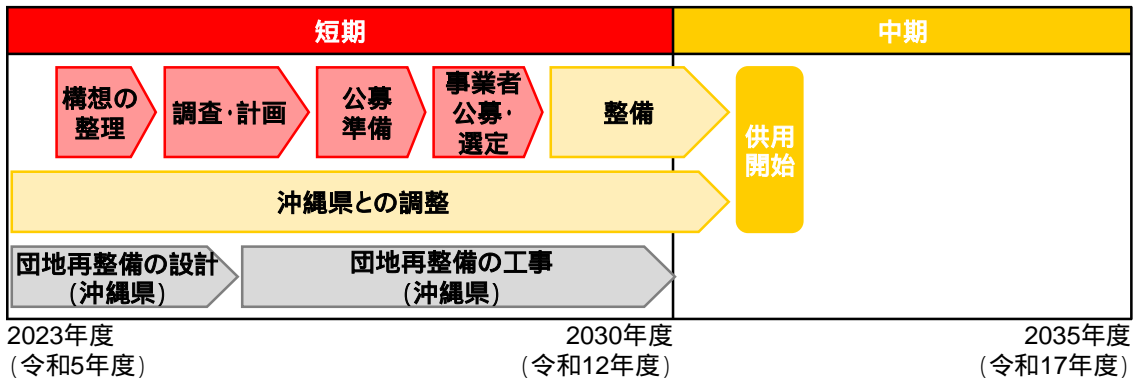 短期
中期
構想の
整理
調査・計画
公募
準備
事業者
公募・
選定
整備
供用
開始
沖縄県との調整
団地再整備の設計
(沖縄県)
団地再整備の工事
(沖縄県)
2023年度
(令和5年度)
2030年度
(令和12年度)
2035年度
(令和17年度)